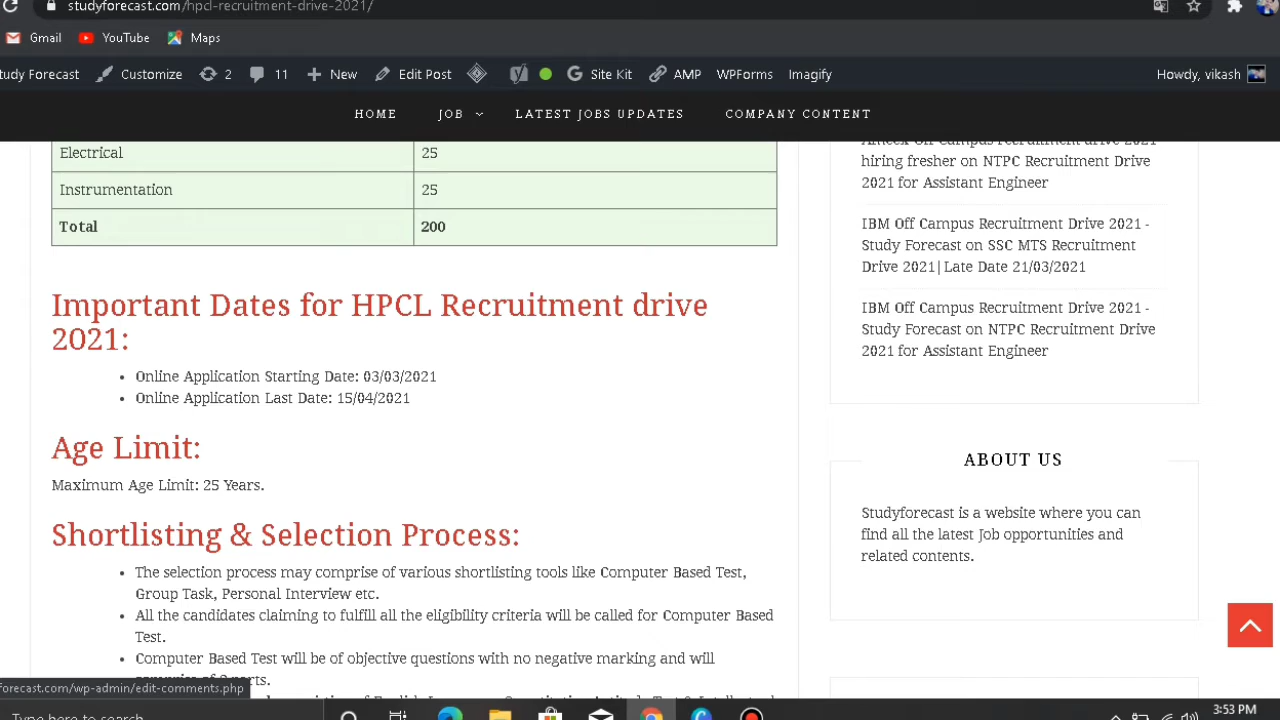 studyforecast.com/hpcl-recruitment-drive-2021/
Gmail YouTube Maps
tudy Forecast Customize 2 11 New Edit Post Site Kit AMP WPForms Imagify Howdy, vikash
HOME JOB LATEST JOBS UPDATES COMPANY CONTENT
Electrical 25
Instrumentation 25
Total 200
Important Dates for HPCL Recruitment drive
2021:
• Online Application Starting Date: 03/03/2021
• Online Application Last Date: 15/04/2021
Age Limit:
Maximum Age Limit: 25 Years.
Shortlisting & Selection Process:
• The selection process may comprise of various shortlisting tools like Computer Based Test,
Group Task, Personal Interview etc.
• All the candidates claiming to fulfill all the eligibility criteria will be called for Computer Based
Test.
• Computer Based Test will be of objective questions with no negative marking and will
Off Campus recruitment drive 2021
hiring fresher on NTPC Recruitment Drive
2021 for Assistant Engineer
IBM Off Campus Recruitment Drive 2021 -
Study Forecast on SSC MTS Recruitment
Drive 2021| Late Date 21/03/2021
IBM Off Campus Recruitment Drive 2021 -
Study Forecast on NTPC Recruitment Drive
2021 for Assistant Engineer
ABOUT US
Studyforecast is a website where you can
find all the latest Job opportunities and
related contents.
forecast.com/wp-admin/edit-comments.php
Type here to search
3:53 PM